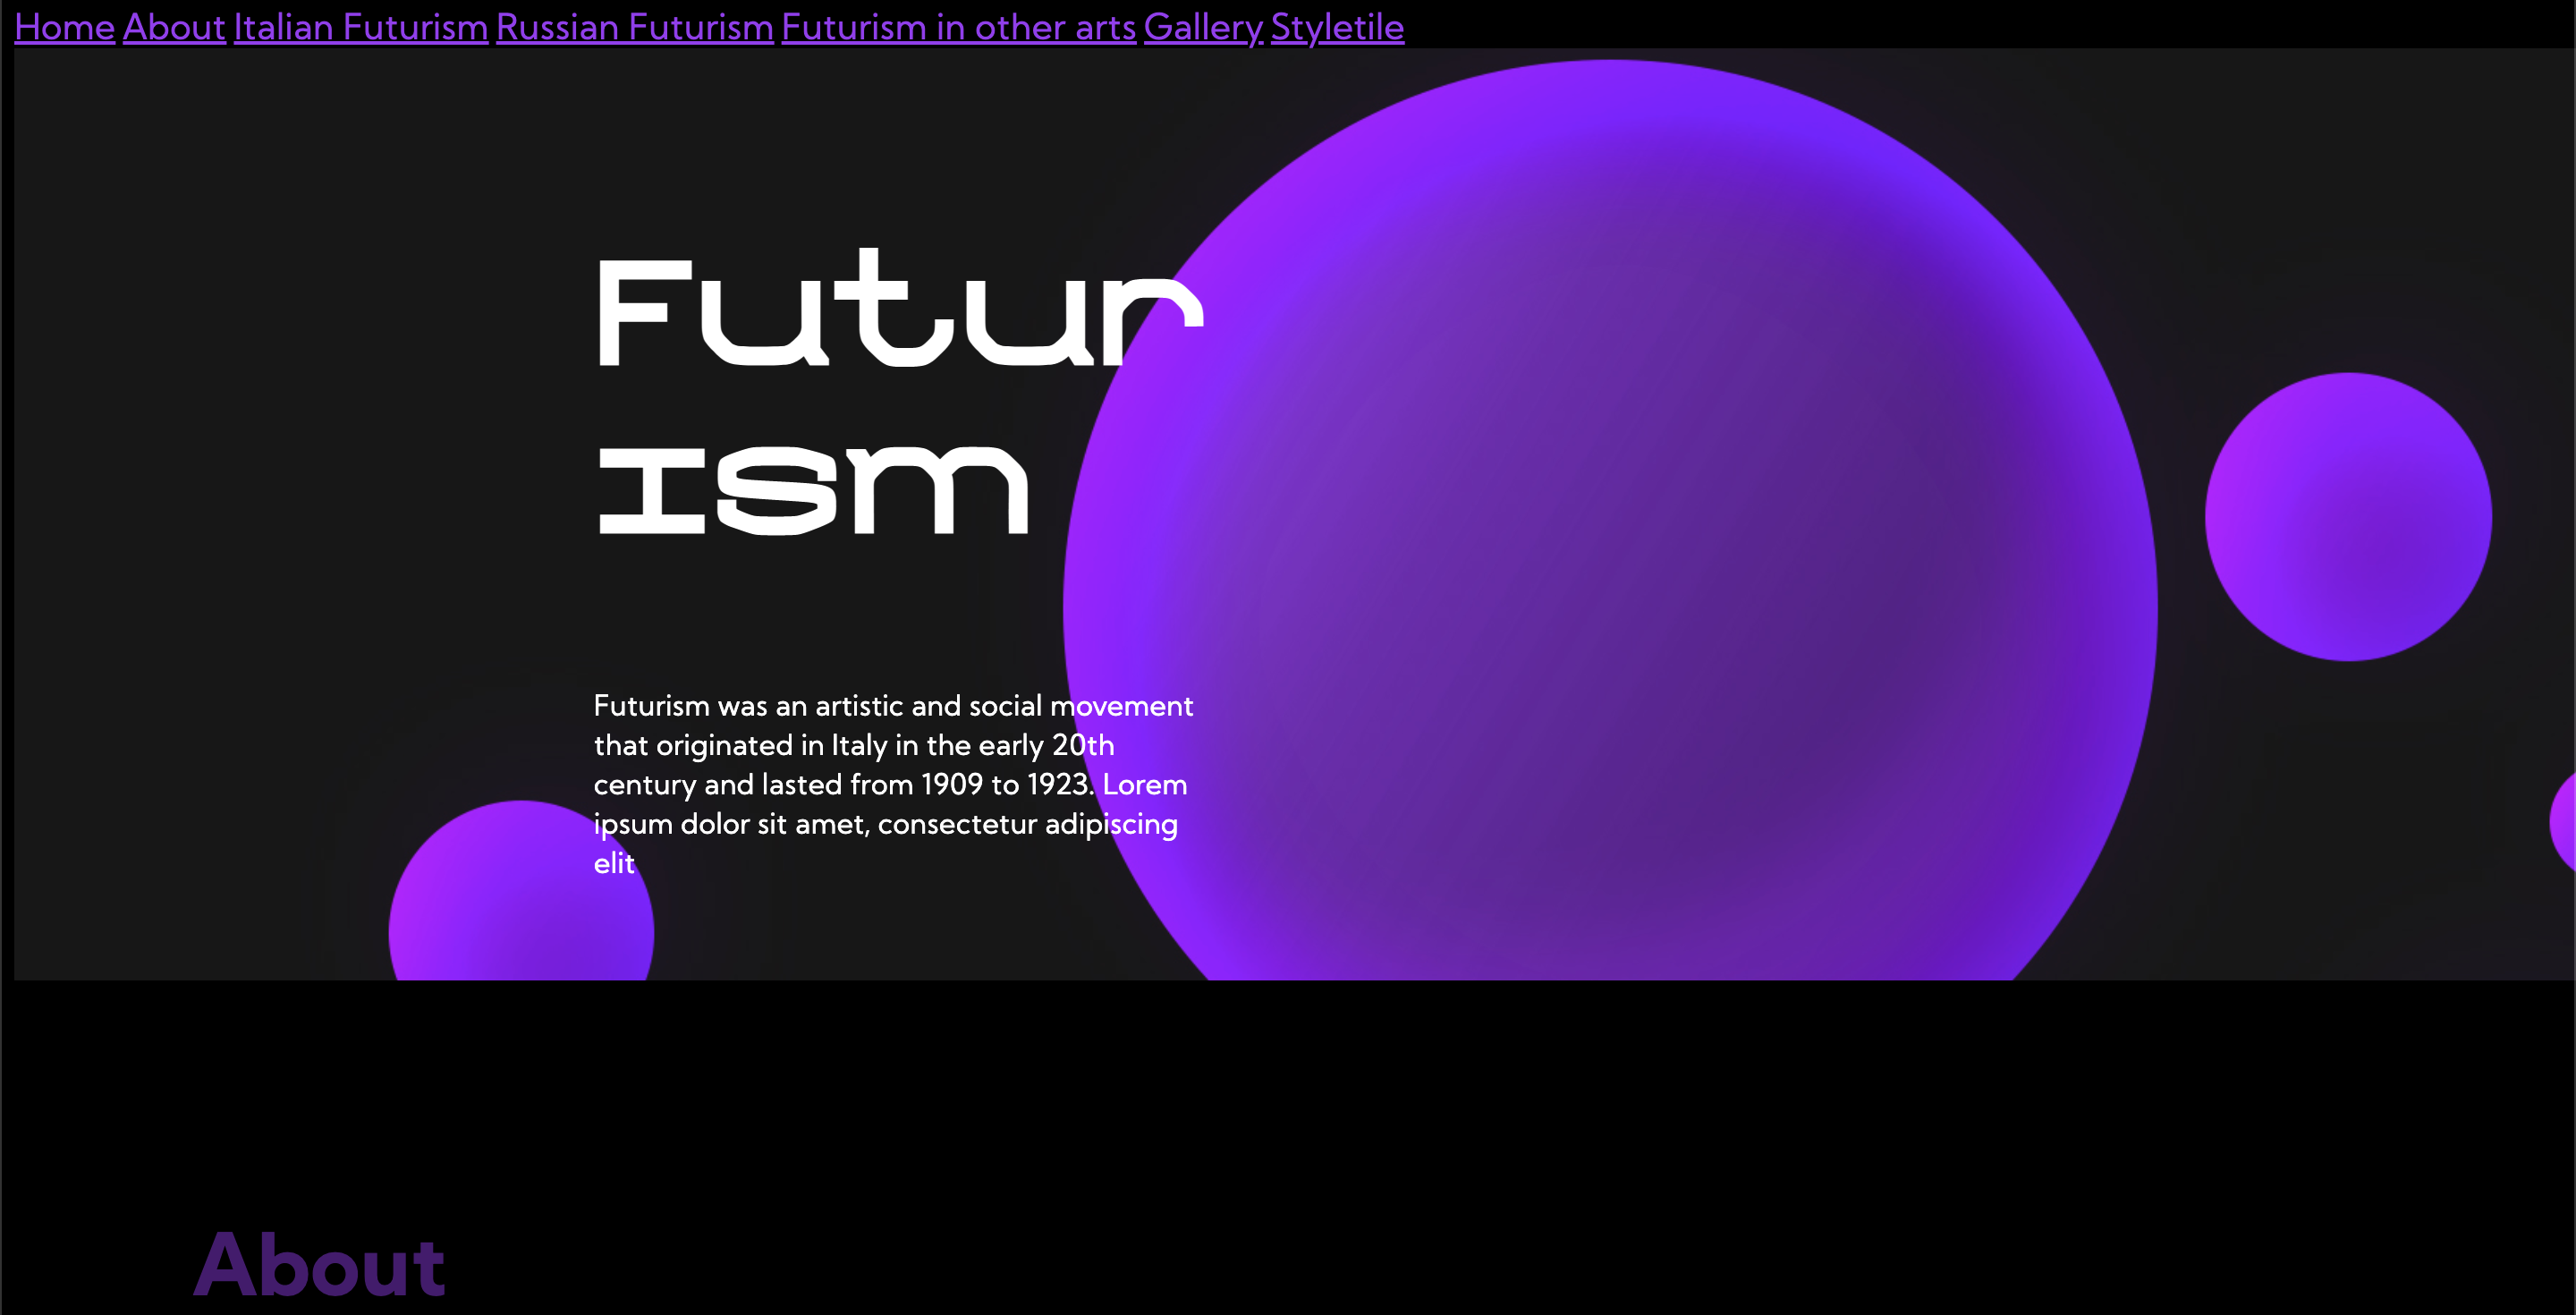 Home About Italian Futurism Russian Futurism Futurism in other arts Gallery Styletile
Futur
Ism
Futurism was an artistic and social movement
that originated in Italy in the early 20th
century and lasted from 1909 to 1923. Lorem
ipsum dolor sit amet, consectetur adipiscing
elit
About